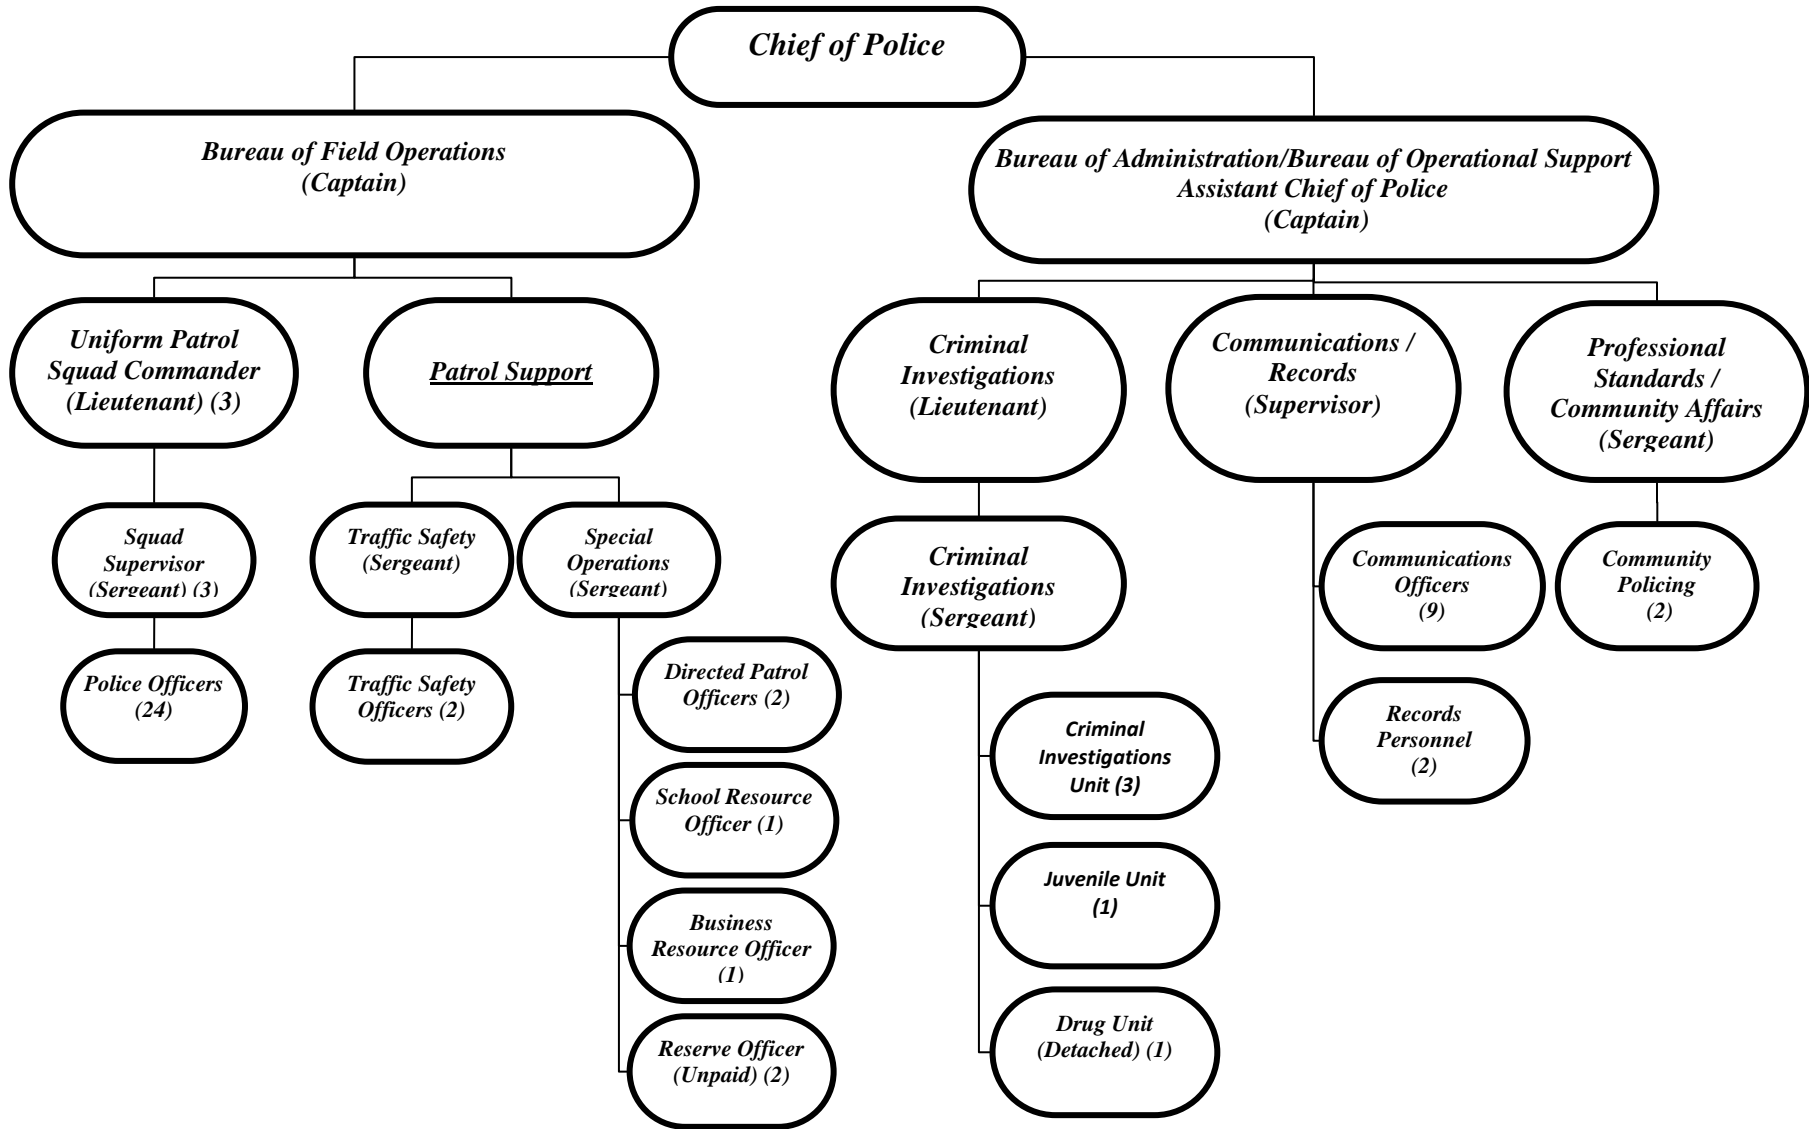 Chief of Police
Bureau of Field Operations
(Captain)
Bureau of Administration/Bureau of Operational Support
Assistant Chief of Police
(Captain)
Uniform Patrol
Squad Commander
(Lieutenant) (3)
Patrol Support
Criminal
Investigations
(Lieutenant)
Communications /
Records
(Supervisor)
Professional
Standards /
Community Affairs
(Sergeant)
Squad
Supervisor
(Sergeant) (3)
Traffic Safety
(Sergeant)
Special
Operations
(Sergeant)
Criminal
Investigations
(Sergeant)
Communications
Officers
(9)
Community
Policing
(2)
Police Officers
(24)
Traffic Safety
Officers (2)
Directed Patrol
Officers (2)
School Resource
Officer (1)
Business
Resource Officer
(1)
Reserve Officer
(Unpaid) (2)
Criminal
Investigations
Unit (3)
Juvenile Unit
(1)
Drug Unit
(Detached) (1)
Records
Personnel
(2)